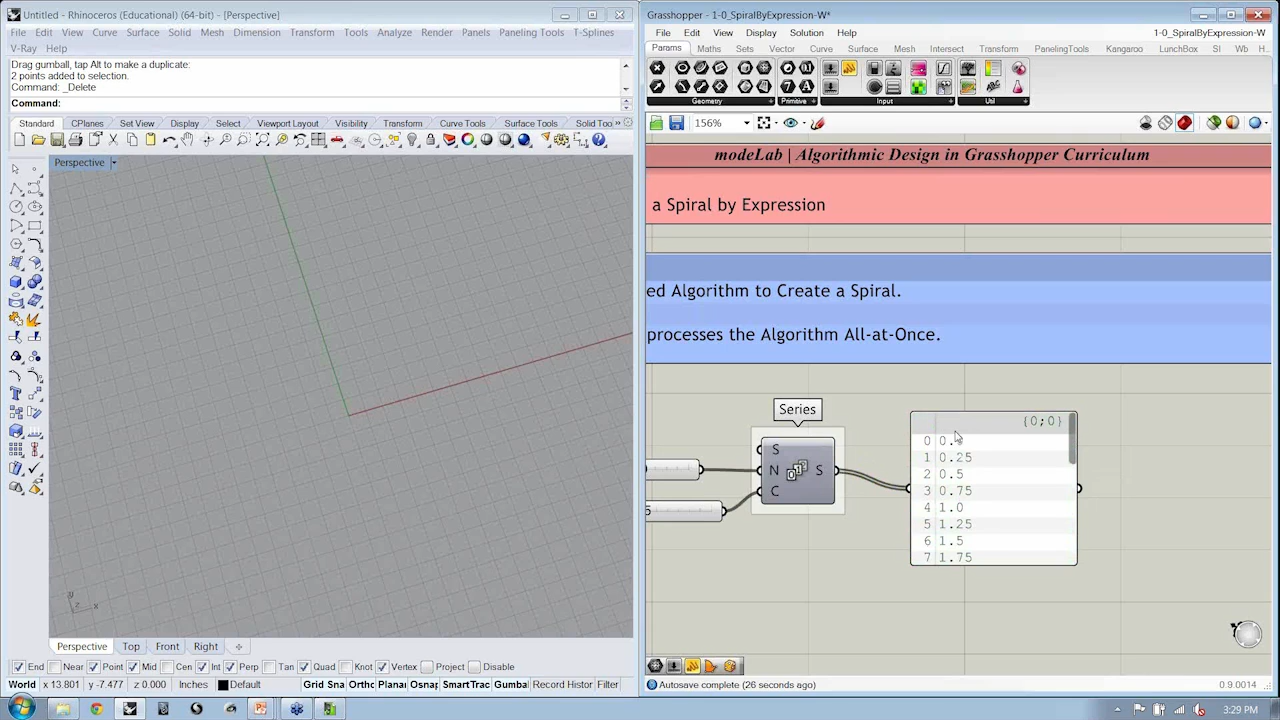 Untitled - Rhinoceros (Educational) (64-bit) - [Perspective]
File Edit View Curve Surface Solid Mesh Dimension Transform Tools Analyze Render Panels Paneling Tools T-Splines
V-Ray Help
Drag gumball, tap Alt to make a duplicate:
2 points added to selection.
Command: _Delete
Command:
Standard CPlanes Set View Display Select Viewport Layout Visibility Transform Curve Tools Surface Tools Solid Too
Perspective
y
z x
Perspective Top Front Right
End Near Point Mid Cen Int Perp Tan Quad Knot Vertex Project Disable
World x 13.801 y -7.477 z 0.000 Inches Default Grid Sna Ortho Planar Osnap SmartTrac Gumba Record Histor Filter
Grasshopper - 1-0_SpiralByExpression-W*
File Edit View Display Solution Help 1-0_SpiralByExpression-W
Params Maths Sets Vector Curve Surface Mesh Intersect Transform PanelingTools Kangaroo LunchBox SI Wb H...
Geometry Primitive Input Util
156%
modeLab | Algorithmic Design in Grasshopper Curriculum
a Spiral by Expression
ed Algorithm to Create a Spiral.
processes the Algorithm All-at-Once.
Series
S
N S
C
5
{0;0}
0 0.
1 0.25
2 0.5
3 0.75
4 1.0
5 1.25
6 1.5
7 1.75
Autosave complete (26 seconds ago) 0.9.0014
3:29 PM